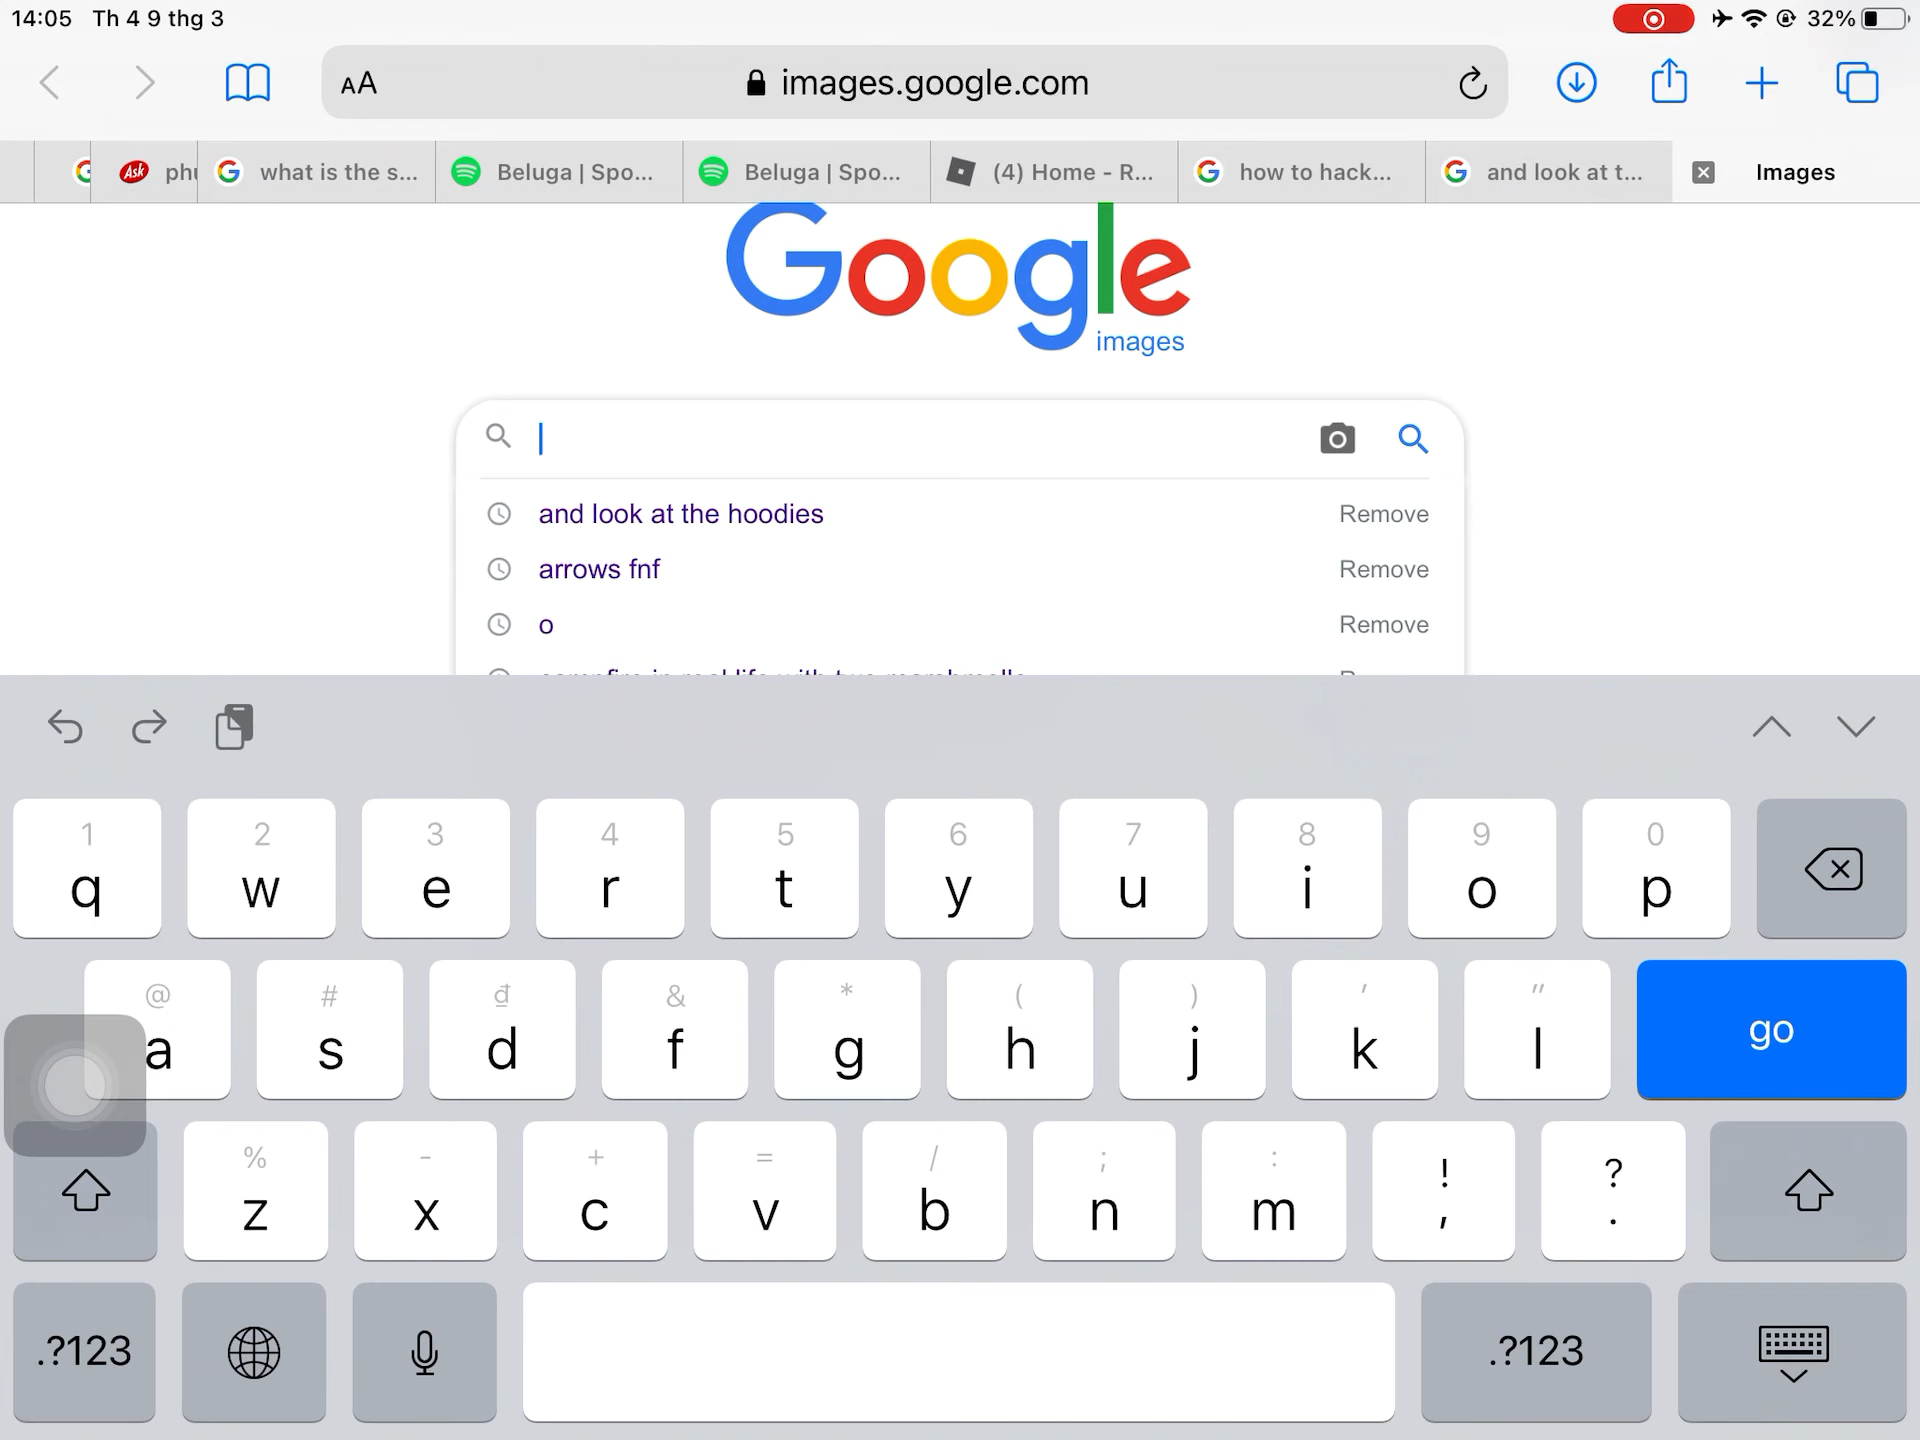 14:05 Th 4 9 thg 3 32%
AA images.google.com
Ask phu what is the s... Beluga | Spo... Beluga | Spo... (4) Home - R... how to hack... and look at t... Images
Google
images
and look at the hoodies Remove
arrows fnf Remove
o Remove
1 2 3 4 5 6 7 8 9 0
q w e r t y u i o p
@ # đ & * ( ) ' "
a s d f g h j k l go
% - + = / ; : ! ?
z x c v b n m , .
.?123 .?123